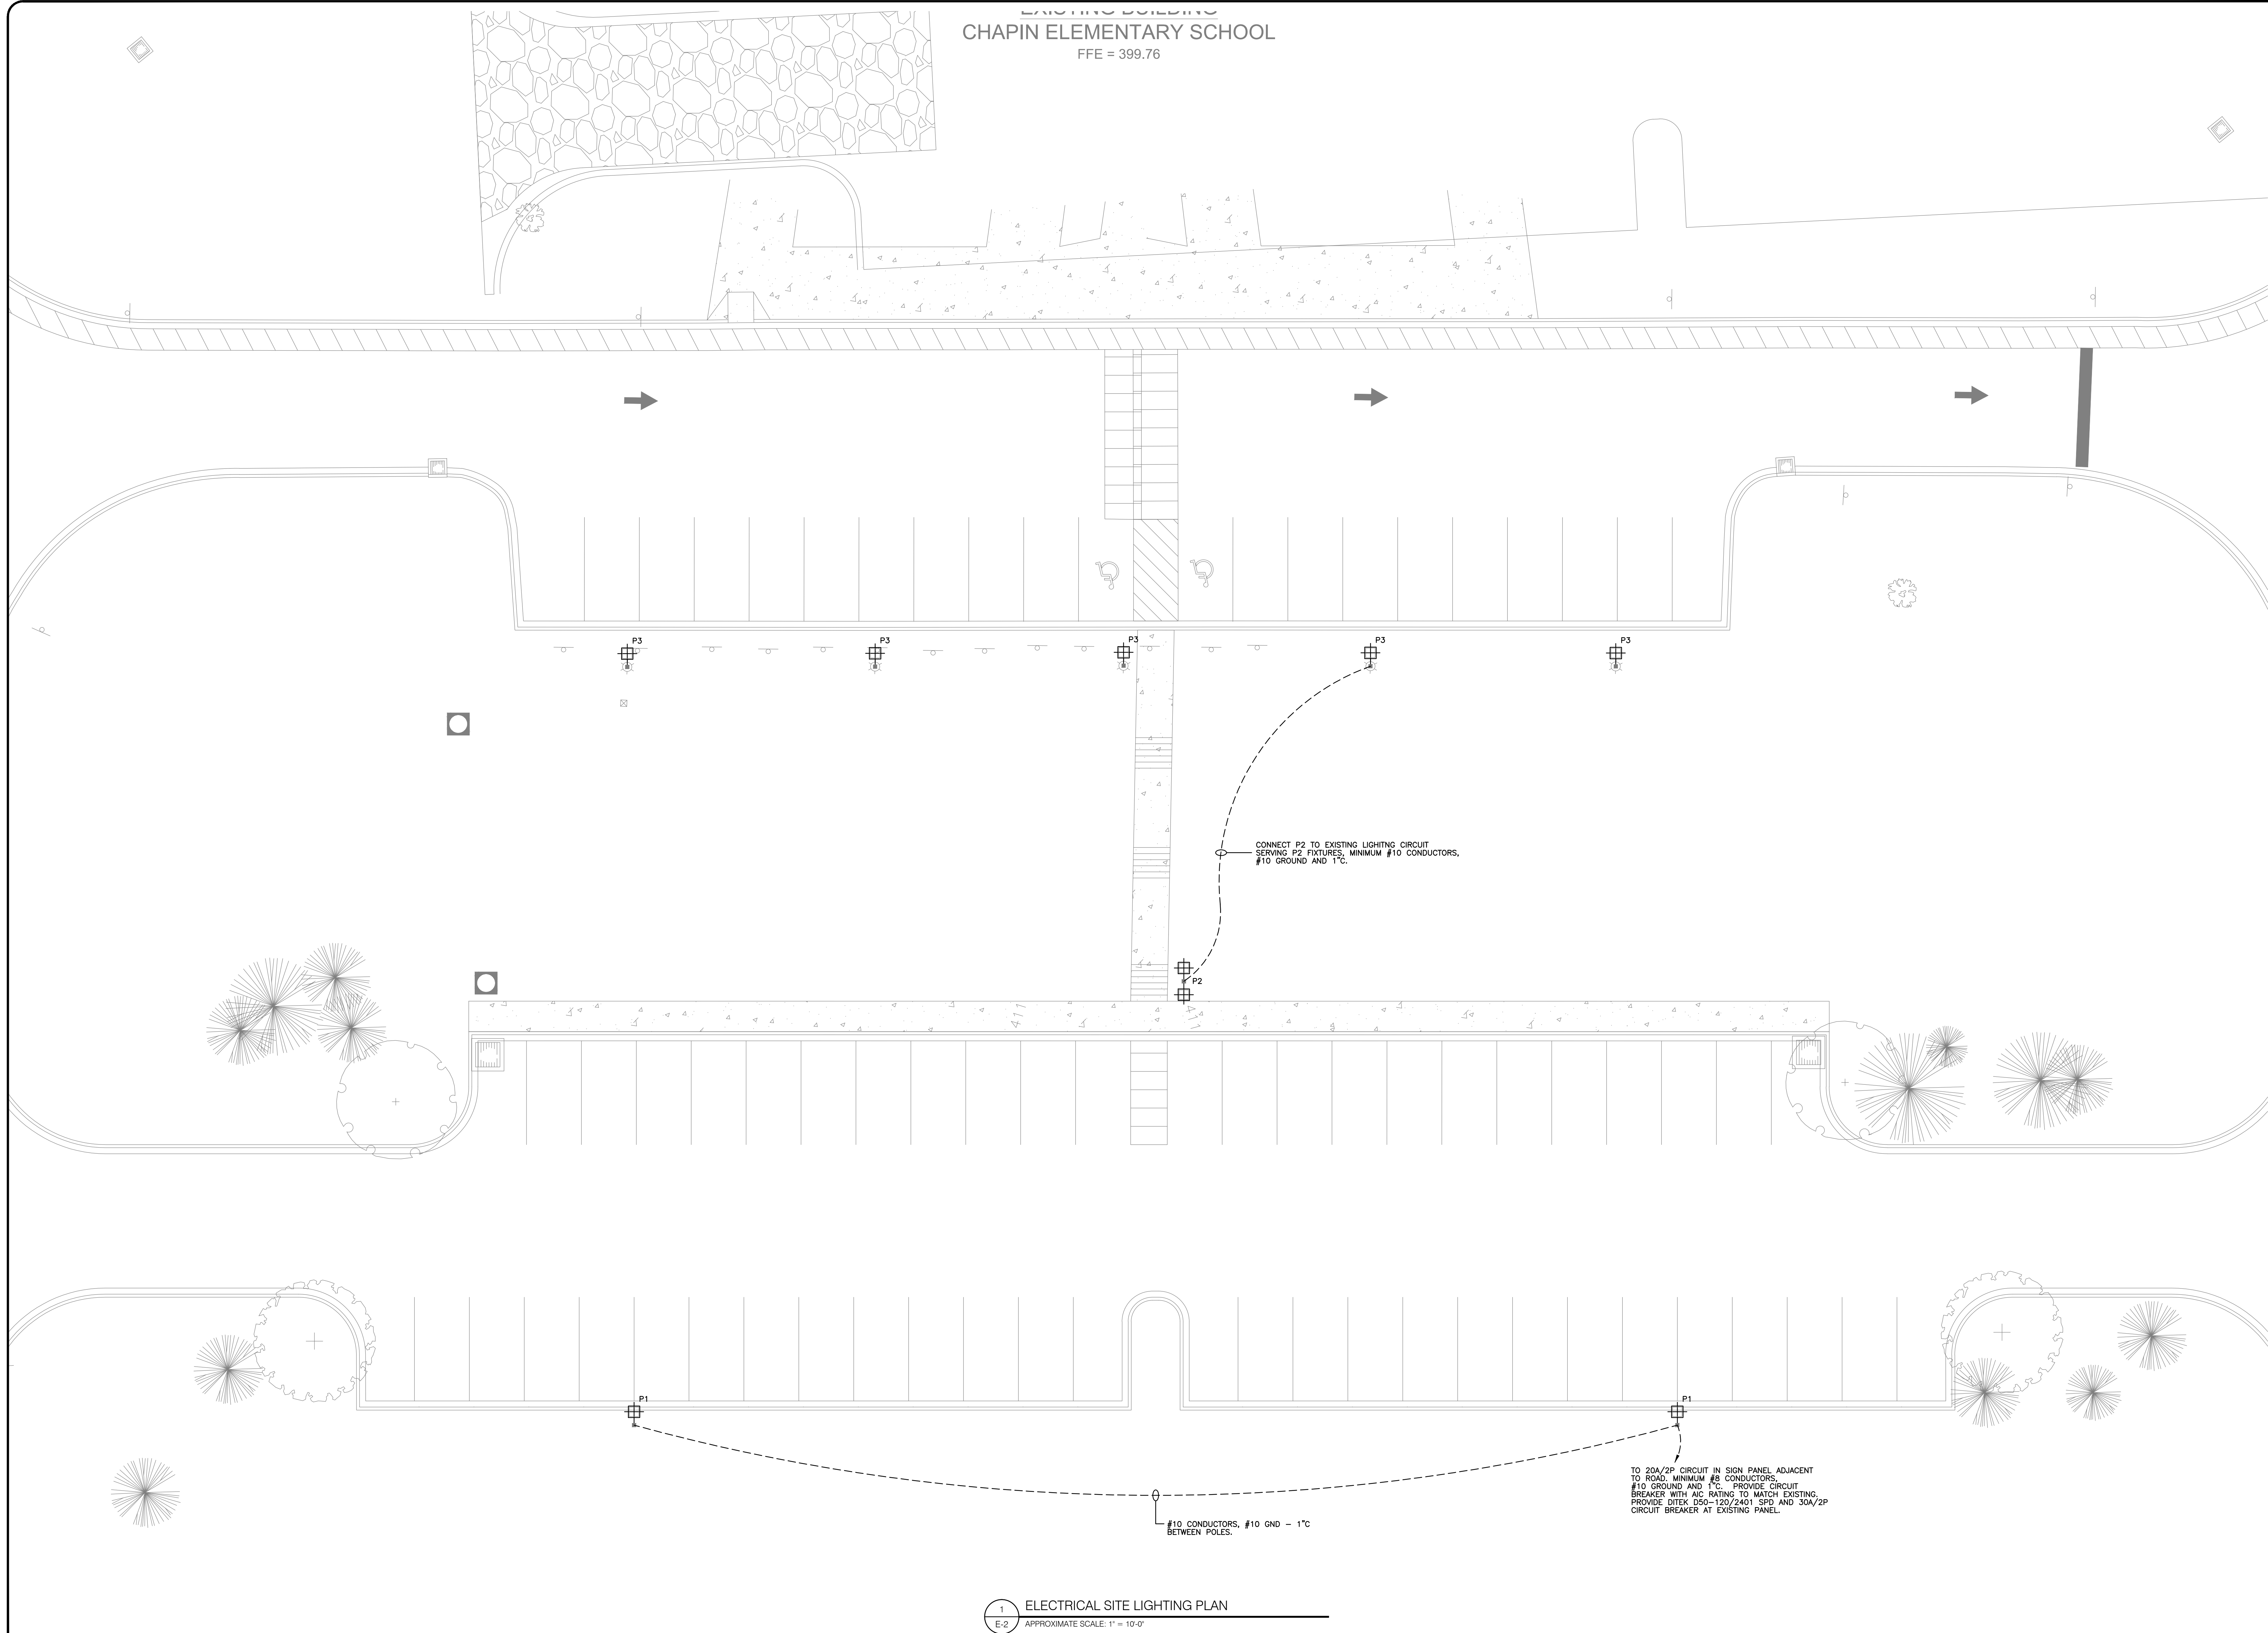 EXISTING BUILDING
CHAPIN ELEMENTARY SCHOOL
FFE = 399.76
P3
P3
P3
P3
P3
CONNECT P2 TO EXISTING LIGHITNG CIRCUIT
SERVING P2 FIXTURES, MINIMUM #10 CONDUCTORS,
#10 GROUND AND 1"C.
P2
411
411
P1
P1
TO 20A/2P CIRCUIT IN SIGN PANEL ADJACENT
TO ROAD. MINIMUM #8 CONDUCTORS,
#10 GROUND AND 1"C. PROVIDE CIRCUIT
BREAKER WITH AIC RATING TO MATCH EXISTING.
PROVIDE DITEK D50-120/2401 SPD AND 30A/2P
CIRCUIT BREAKER AT EXISTING PANEL.
#10 CONDUCTORS, #10 GND - 1"C
BETWEEN POLES.
1
E-2
ELECTRICAL SITE LIGHTING PLAN
APPROXIMATE SCALE: 1" = 10'-0"